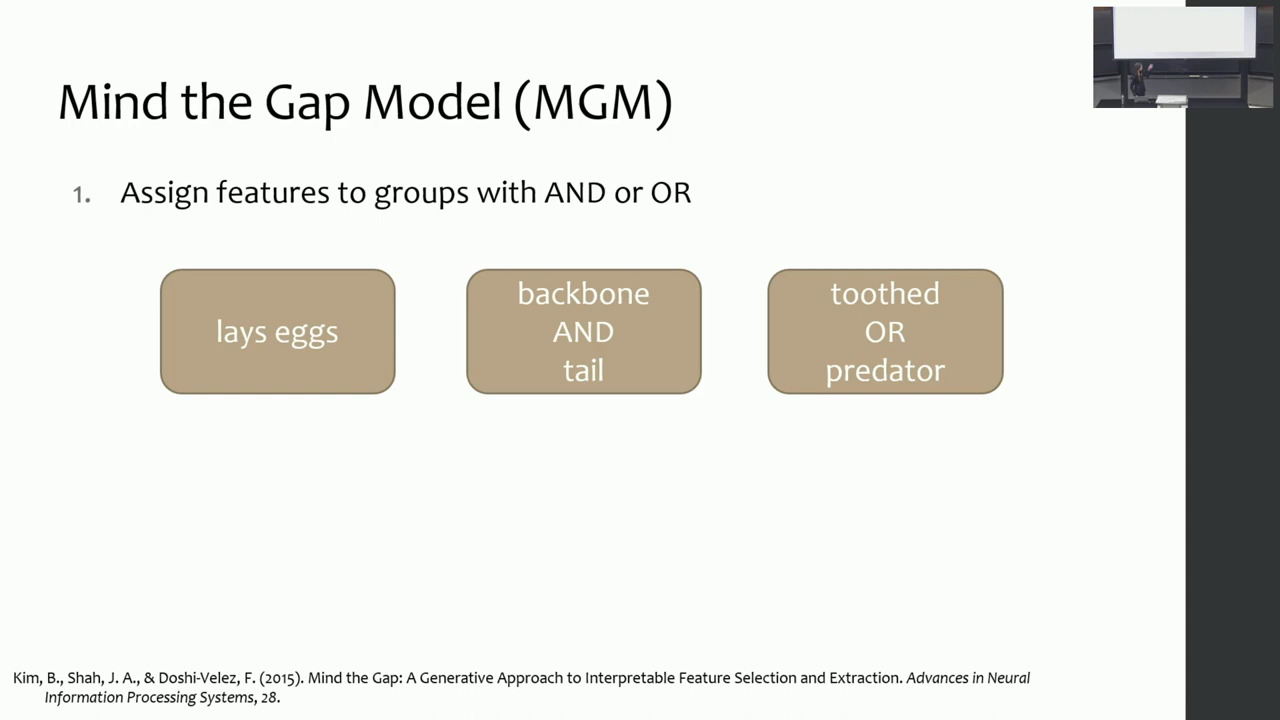 Mind the Gap Model (MGM)
1. Assign features to groups with AND or OR
lays eggs
backbone
AND
tail
toothed
OR
predator
Kim, B., Shah, J. A., & Doshi-Velez, F. (2015). Mind the Gap: A Generative Approach to Interpretable Feature Selection and Extraction. Advances in Neural
Information Processing Systems, 28.